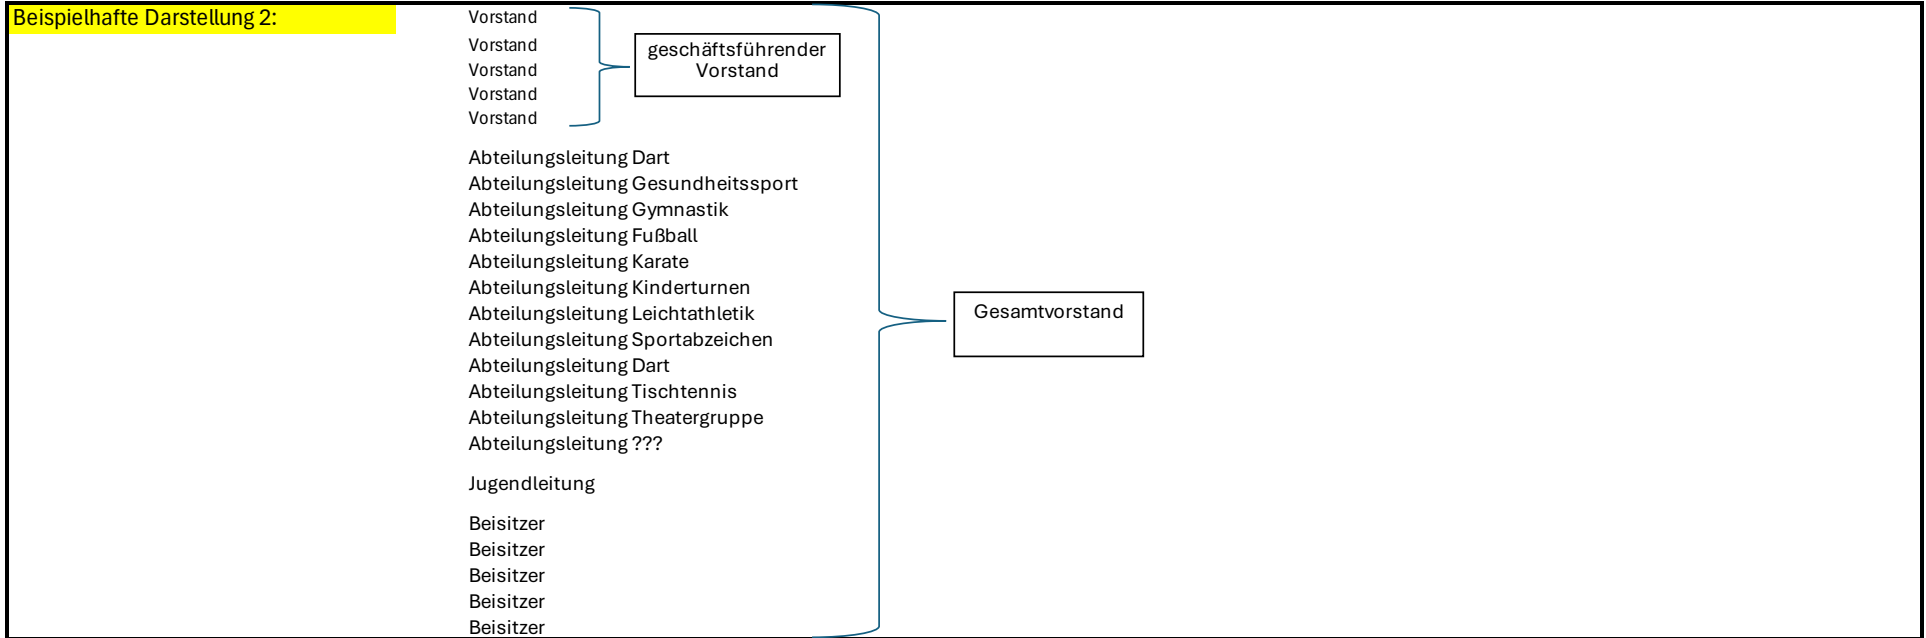 Beispielhafte Darstellung 2:
Vorstand
Vorstand
Vorstand
Vorstand
Vorstand
geschäftsführender
Vorstand
Abteilungsleitung Dart
Abteilungsleitung Gesundheitssport
Abteilungsleitung Gymnastik
Abteilungsleitung Fußball
Abteilungsleitung Karate
Abteilungsleitung Kinderturnen
Abteilungsleitung Leichtathletik
Abteilungsleitung Sportabzeichen
Abteilungsleitung Dart
Abteilungsleitung Tischtennis
Abteilungsleitung Theatergruppe
Abteilungsleitung ???
Jugendleitung
Beisitzer
Beisitzer
Beisitzer
Beisitzer
Beisitzer
Gesamtvorstand